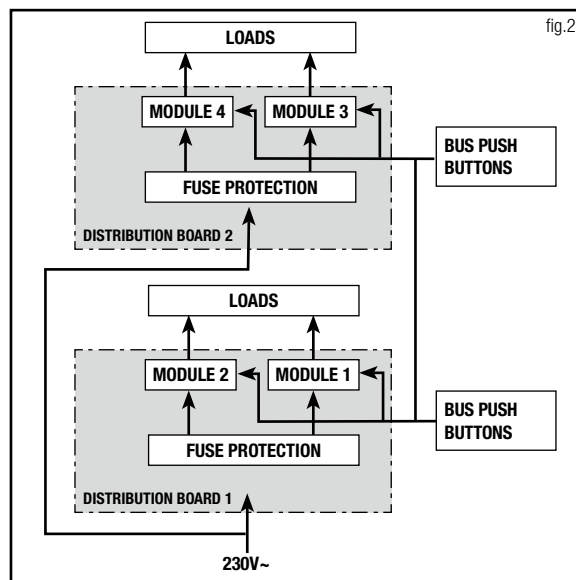 fig.2
LOADS
MODULE 4
MODULE 3
BUS PUSH
BUTTONS
FUSE PROTECTION
DISTRIBUTION BOARD 2
LOADS
MODULE 2
MODULE 1
BUS PUSH
BUTTONS
FUSE PROTECTION
DISTRIBUTION BOARD 1
230V~